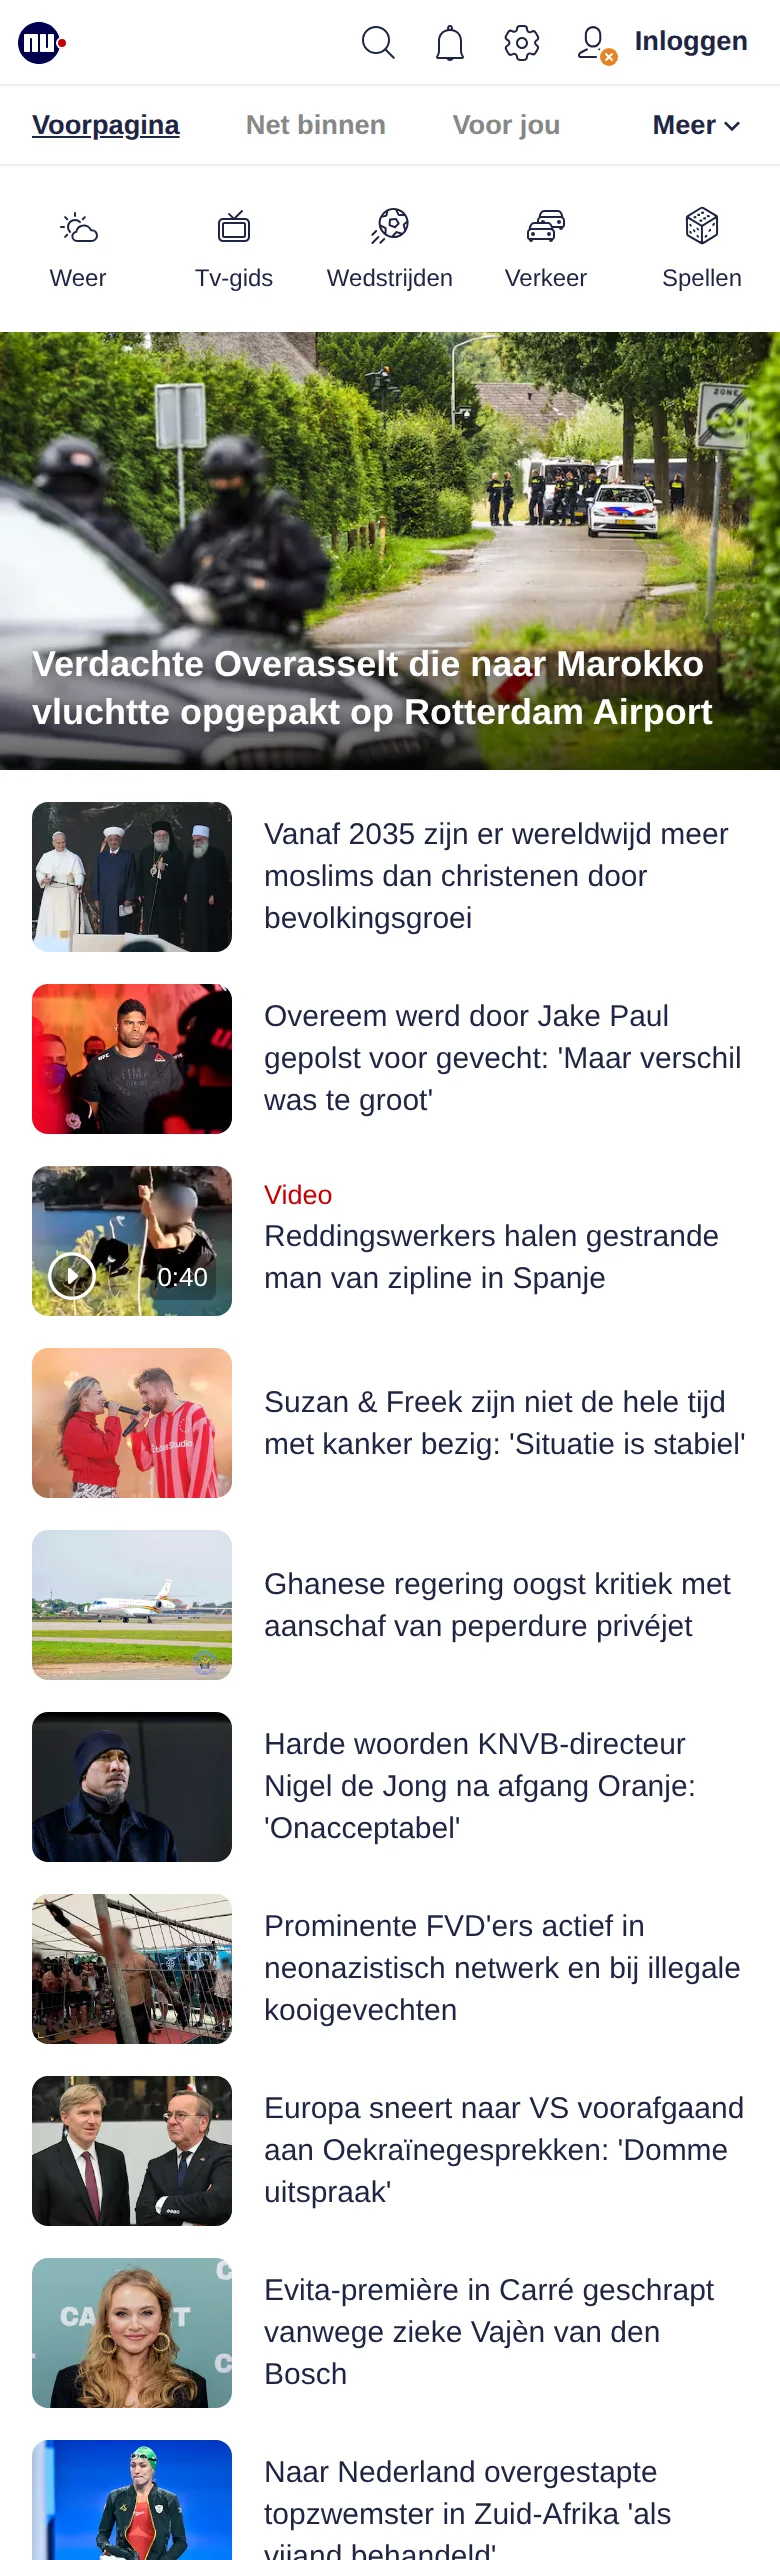 nu
Inloggen
Voorpagina
Net binnen
Voor jou
Meer
Weer
Tv-gids
Wedstrijden
Verkeer
Spellen
ZONE
Verdachte Overasselt die naar Marokko
vluchtte opgepakt op Rotterdam Airport
Vanaf 2035 zijn er wereldwijd meer
moslims dan christenen door
bevolkingsgroei
Overeem werd door Jake Paul
gepolst voor gevecht: 'Maar verschil
was te groot'
Video
Reddingswerkers halen gestrande
man van zipline in Spanje
0:40
Suzan & Freek zijn niet de hele tijd
met kanker bezig: 'Situatie is stabiel'
Ghanese regering oogst kritiek met
aanschaf van peperdure privéjet
Harde woorden KNVB-directeur
Nigel de Jong na afgang Oranje:
'Onacceptabel'
Prominente FVD'ers actief in
neonazistisch netwerk en bij illegale
kooigevechten
Europa sneert naar VS voorafgaand
aan Oekraïnegesprekken: 'Domme
uitspraak'
Evita-première in Carré geschrapt
vanwege zieke Vajèn van den
Bosch
Naar Nederland overgestapte
topzwemster in Zuid-Afrika 'als
vijand behandeld'